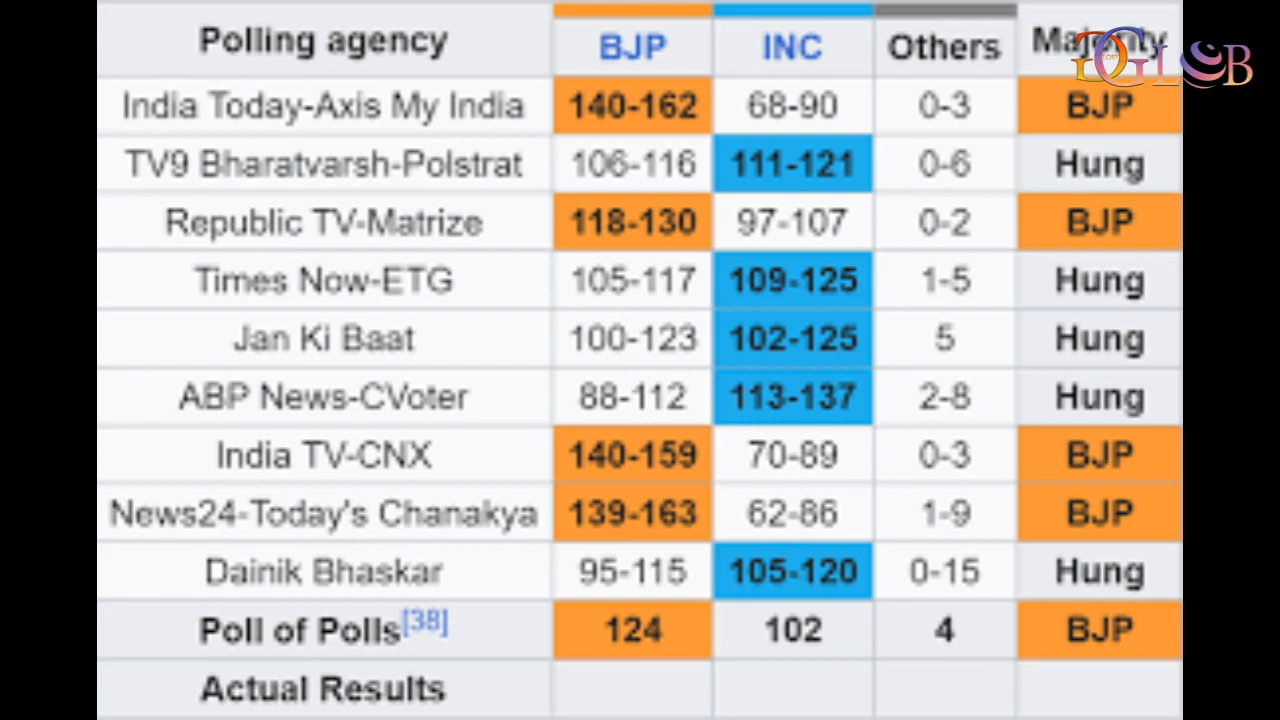 Polling agency BJP INC Others Majority
India Today-Axis My India 140-162 68-90 0-3 BJP
TV9 Bharatvarsh-Polstrat 106-116 111-121 0-6 Hung
Republic TV-Matrize 118-130 97-107 0-2 BJP
Times Now-ETG 105-117 109-125 1-5 Hung
Jan Ki Baat 100-123 102-125 5 Hung
ABP News-CVoter 88-112 113-137 2-8 Hung
India TV-CNX 140-159 70-89 0-3 BJP
News24-Today's Chanakya 139-163 62-86 1-9 BJP
Dainik Bhaskar 95-115 105-120 0-15 Hung
Poll of Polls[38] 124 102 4 BJP
Actual Results